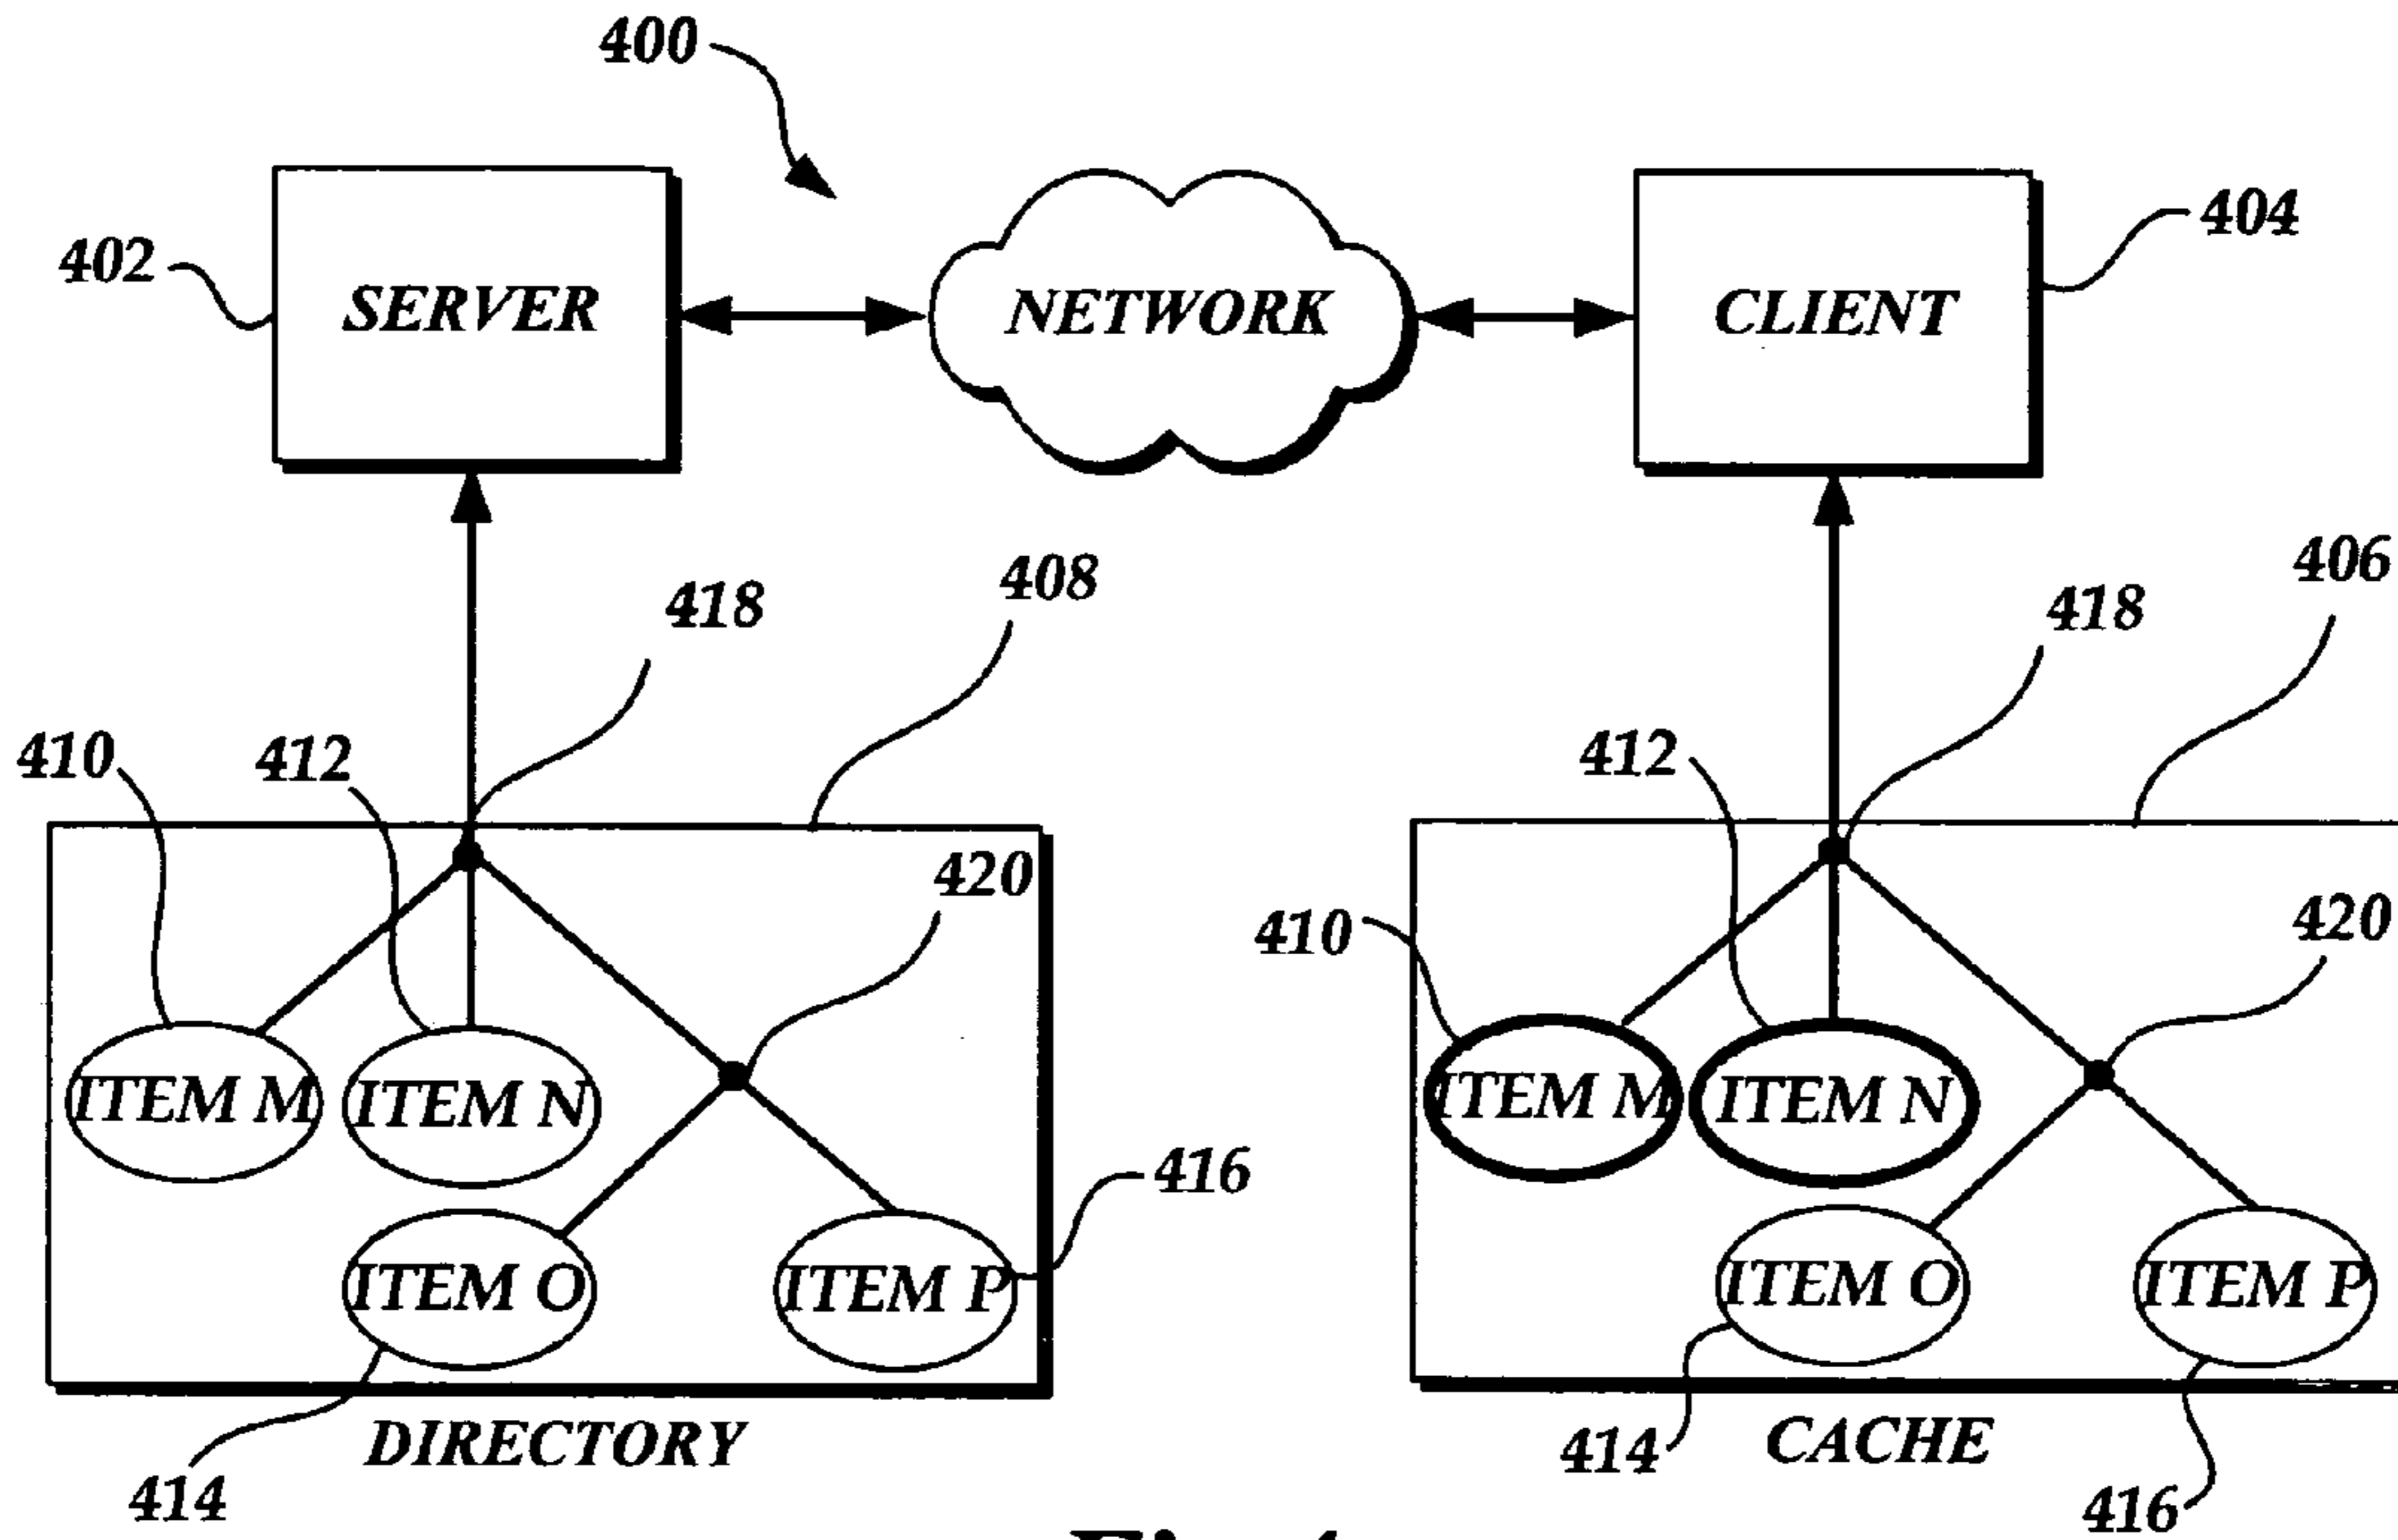 400
402
SERVER
NETWORK
CLIENT
404
418
408
418
406
410
412
420
412
410
420
ITEM M
ITEM N
ITEM M
ITEM N
416
ITEM O
ITEM P
ITEM O
ITEM P
DIRECTORY
CACHE
414
414
416